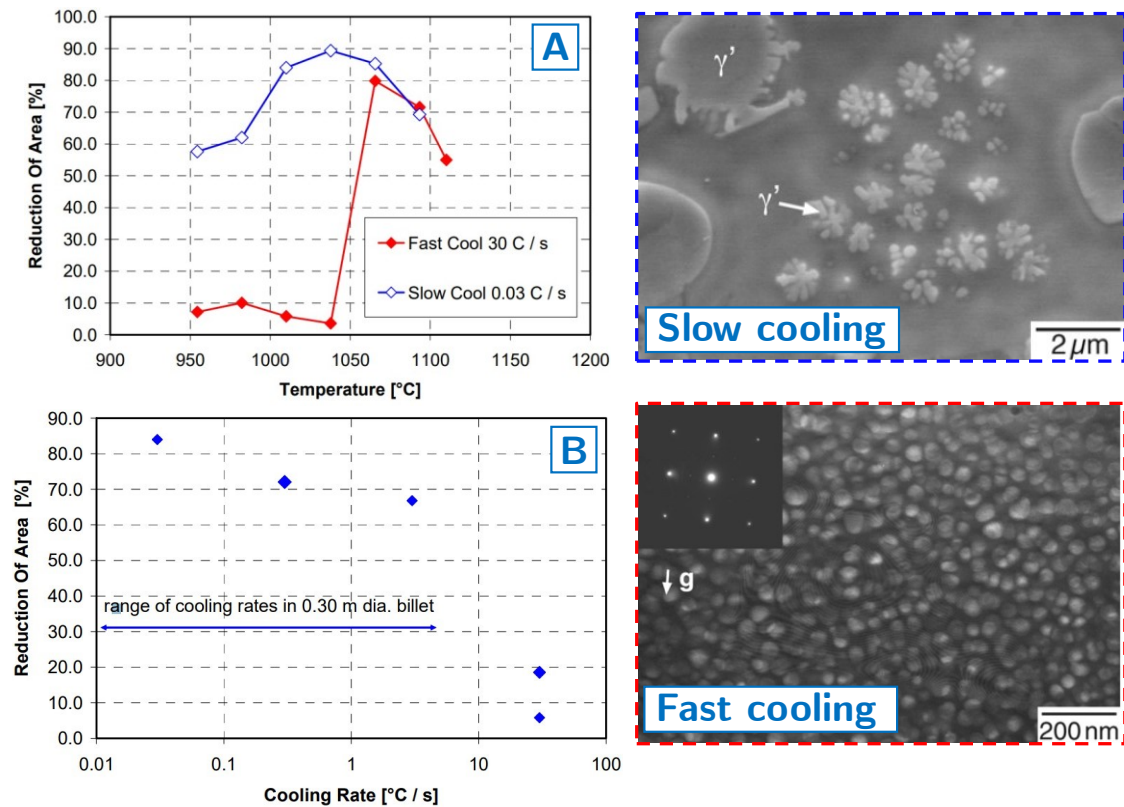 A
Reduction Of Area [%]
90.0
80.0
70.0
60.0
50.0
40.0
30.0
20.0
10.0
0.0
900
950
1000
1050
1100
1150
1200
Temperature [°C]
Fast Cool 30 C / s
Slow Cool 0.03 C / s
γ'
γ'
Slow cooling
2 μm
B
Reduction Of Area [%]
90.0
80.0
70.0
60.0
50.0
40.0
30.0
20.0
10.0
0.0
range of cooling rates in 0.30 m dia. billet
0.01
0.1
1
10
100
Cooling Rate [°C / s]
g
Fast cooling
200 nm